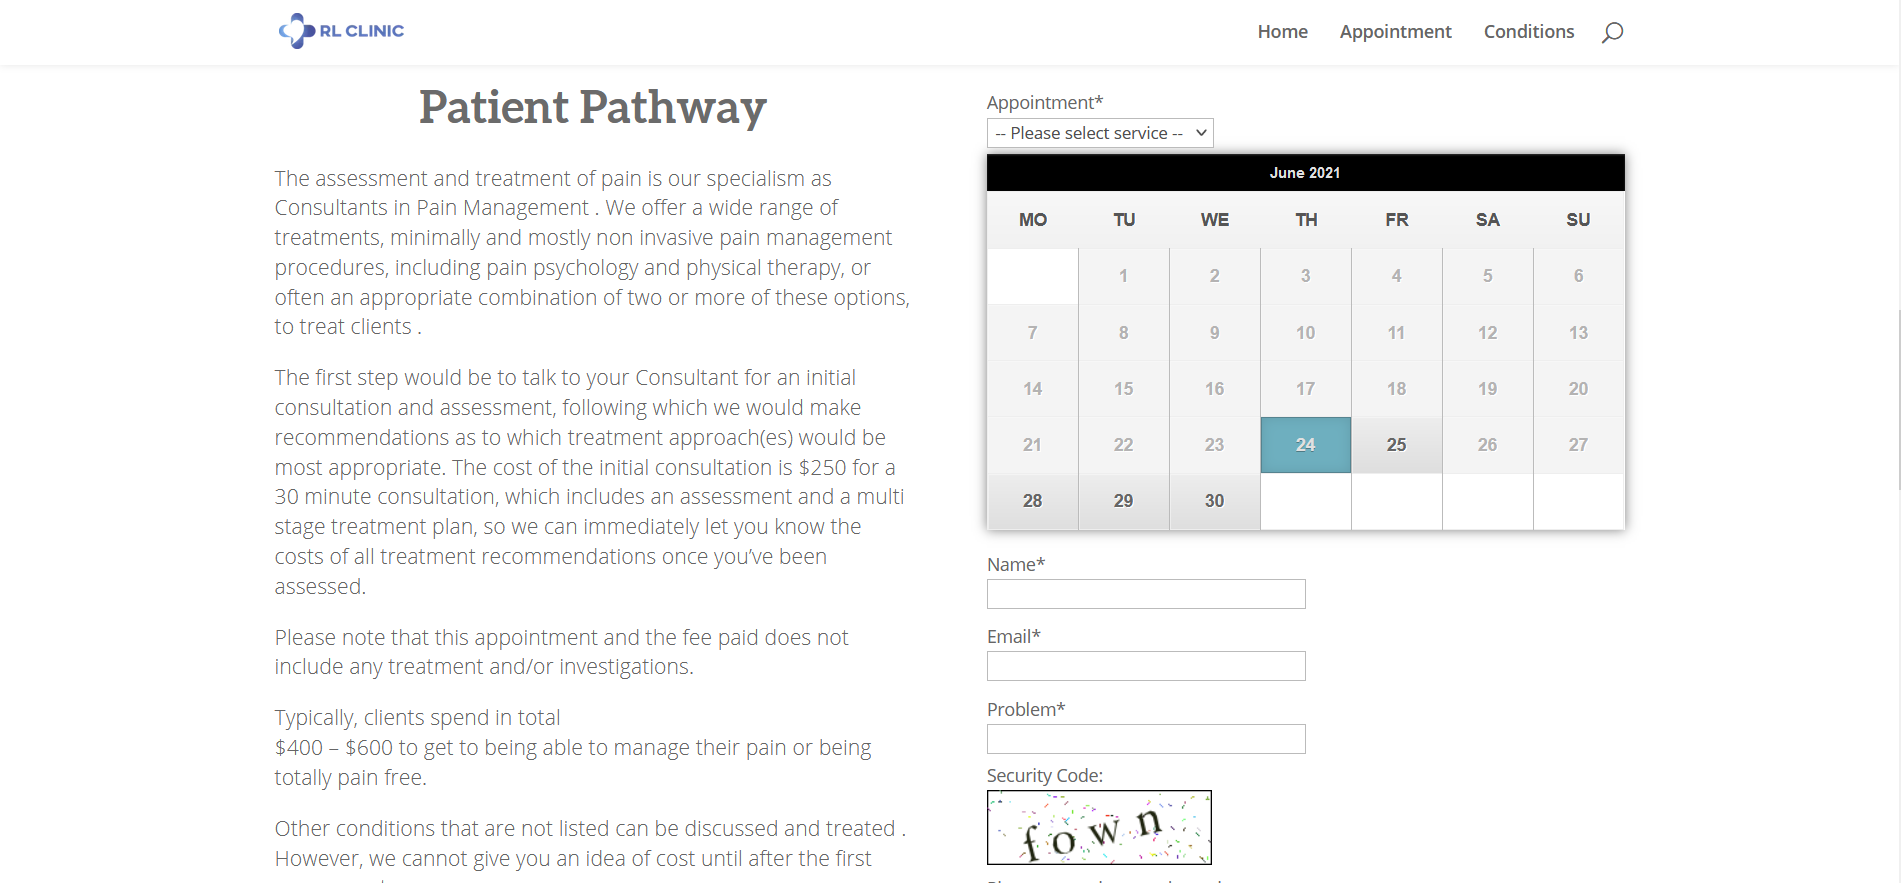 RL CLINIC
Home Appointment Conditions
Patient Pathway
The assessment and treatment of pain is our specialism as
Consultants in Pain Management . We offer a wide range of
treatments, minimally and mostly non invasive pain management
procedures, including pain psychology and physical therapy, or
often an appropriate combination of two or more of these options,
to treat clients .
The first step would be to talk to your Consultant for an initial
consultation and assessment, following which we would make
recommendations as to which treatment approach(es) would be
most appropriate. The cost of the initial consultation is $250 for a
30 minute consultation, which includes an assessment and a multi
stage treatment plan, so we can immediately let you know the
costs of all treatment recommendations once you’ve been
assessed.
Please note that this appointment and the fee paid does not
include any treatment and/or investigations.
Typically, clients spend in total
$400 – $600 to get to being able to manage their pain or being
totally pain free.
Other conditions that are not listed can be discussed and treated .
However, we cannot give you an idea of cost until after the first
Appointment*
-- Please select service --
June 2021
MO TU WE TH FR SA SU
1 2 3 4 5 6
7 8 9 10 11 12 13
14 15 16 17 18 19 20
21 22 23 24 25 26 27
28 29 30
Name*
Email*
Problem*
Security Code:
fown